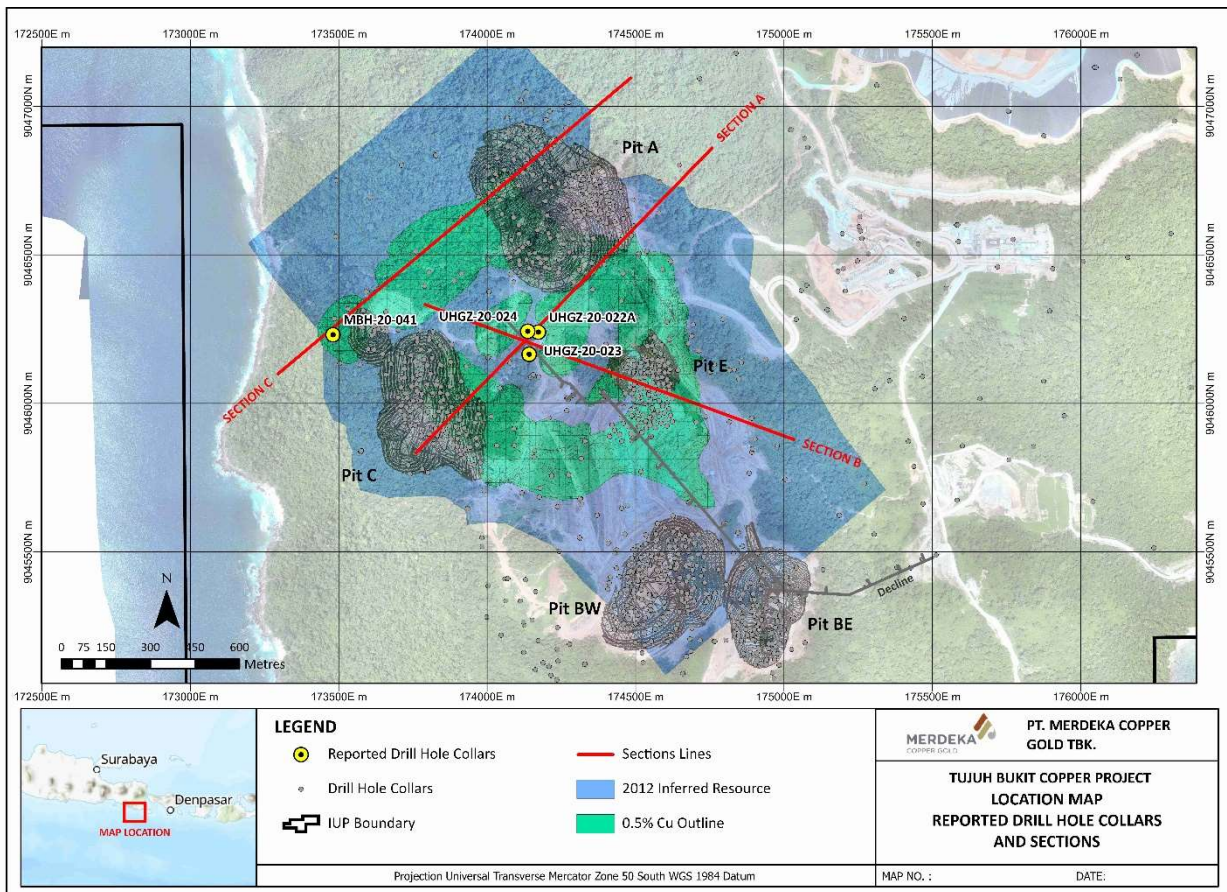 172500E m 173000E m 173500E m 174000E m 174500E m 175000E m 175500E m 176000E m
9047000N m
9047000N m
SECTION A
Pit A
9046500N m
9046500N m
MBH-20-041
UHGZ-20-024
UHGZ-20-022A
UHGZ-20-023
Pit E
SECTION C
9046000N m
9046000N m
SECTION B
Pit C
9045500N m
9045500N m
N
Decline
Pit BW
Pit BE
0 75 150 300 450 600
Metres
172500E m 173000E m 173500E m 174000E m 174500E m 175000E m 175500E m 176000E m
Surabaya
Denpasar
MAP LOCATION
LEGEND
Reported Drill Hole Collars
Drill Hole Collars
IUP Boundary
Sections Lines
2012 Inferred Resource
0.5% Cu Outline
Projection Universal Transverse Mercator Zone 50 South WGS 1984 Datum
MERDEKA
COPPER GOLD
PT. MERDEKA COPPER
GOLD TBK.
TUJUH BUKIT COPPER PROJECT
LOCATION MAP
REPORTED DRILL HOLE COLLARS
AND SECTIONS
MAP NO. : DATE: